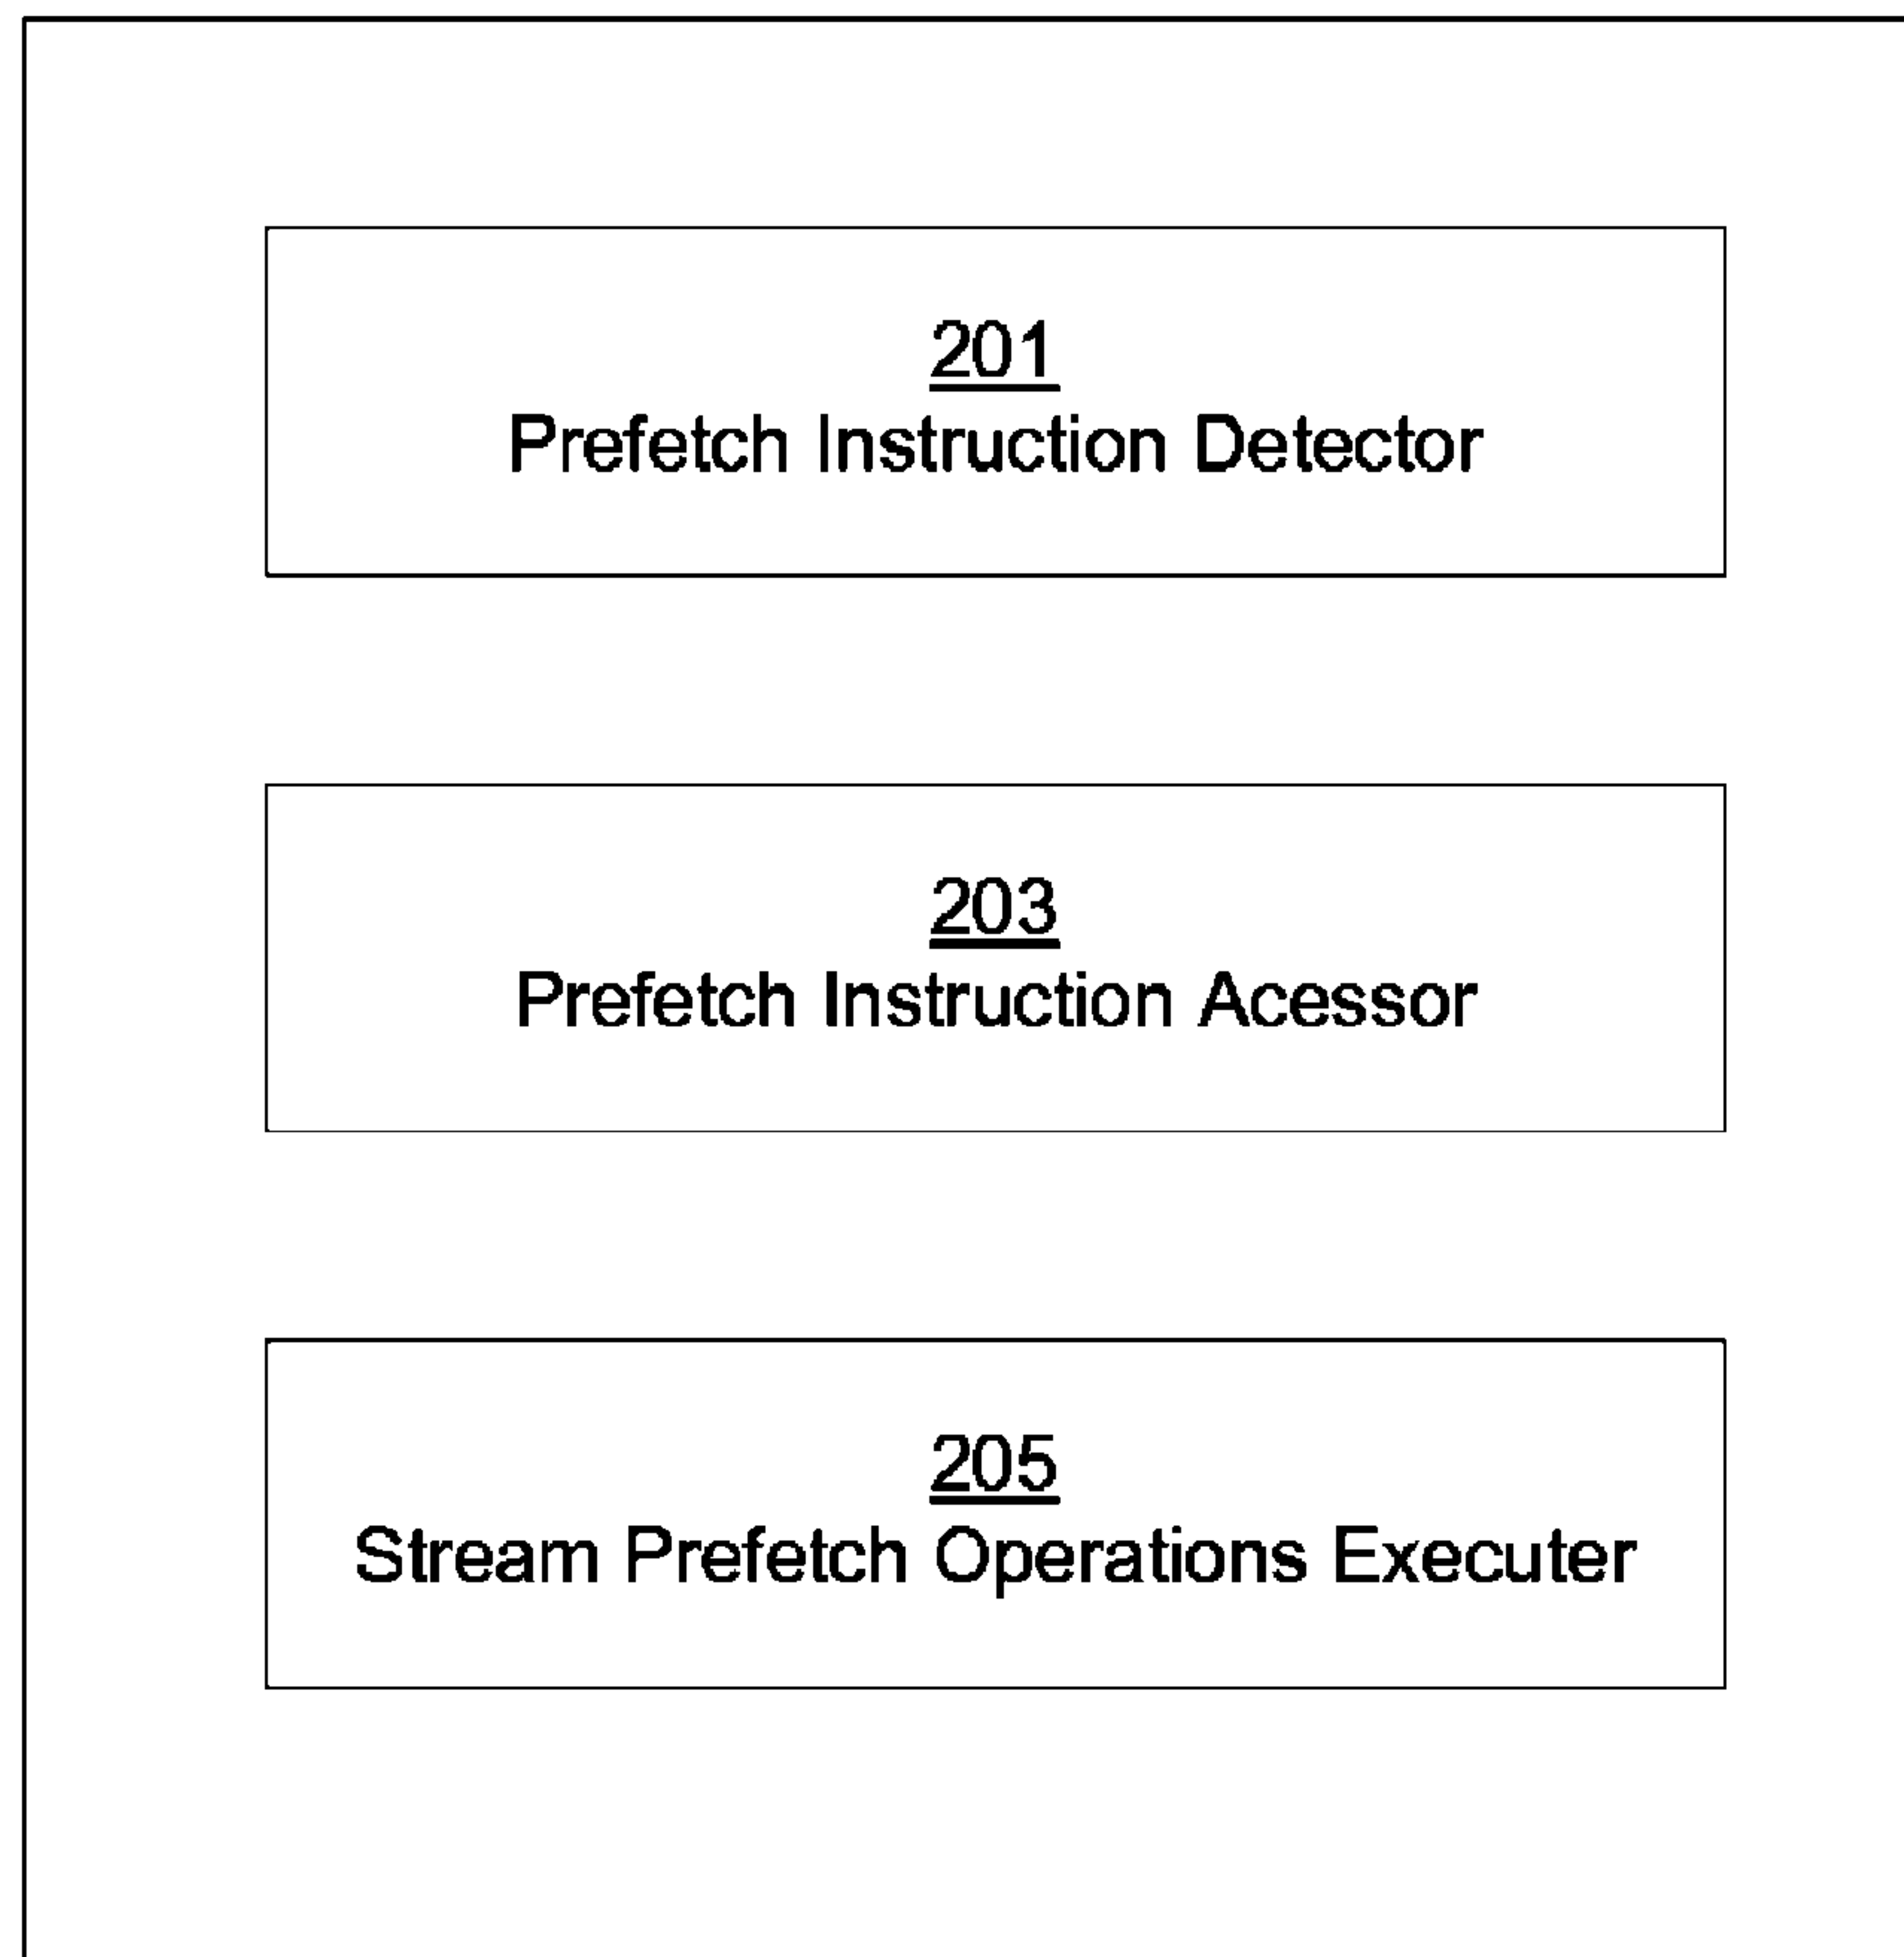 201
Prefetch Instruction Detector
203
Prefetch Instruction Acessor
205
Stream Prefetch Operations Executer